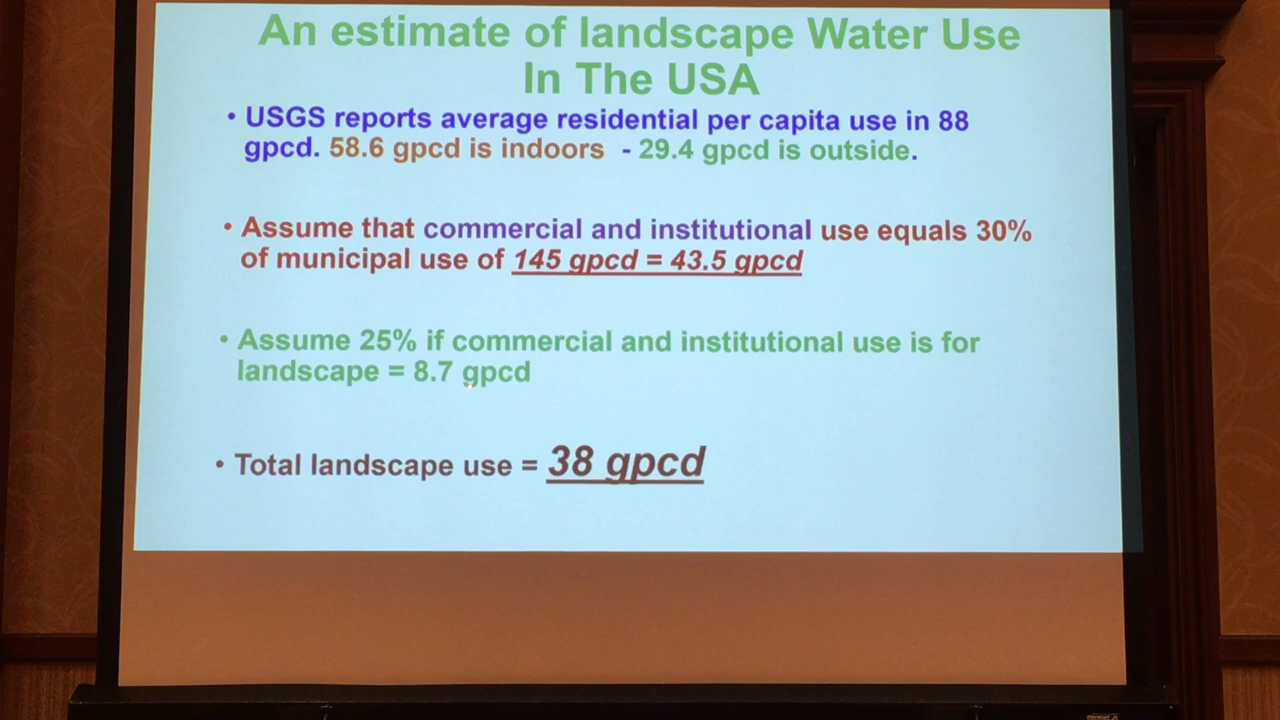 An estimate of landscape Water Use
In The USA
• USGS reports average residential per capita use in 88
gpcd. 58.6 gpcd is indoors - 29.4 gpcd is outside.
• Assume that commercial and institutional use equals 30%
of municipal use of 145 gpcd = 43.5 gpcd
• Assume 25% if commercial and institutional use is for
landscape = 8.7 gpcd
• Total landscape use = 38 gpcd